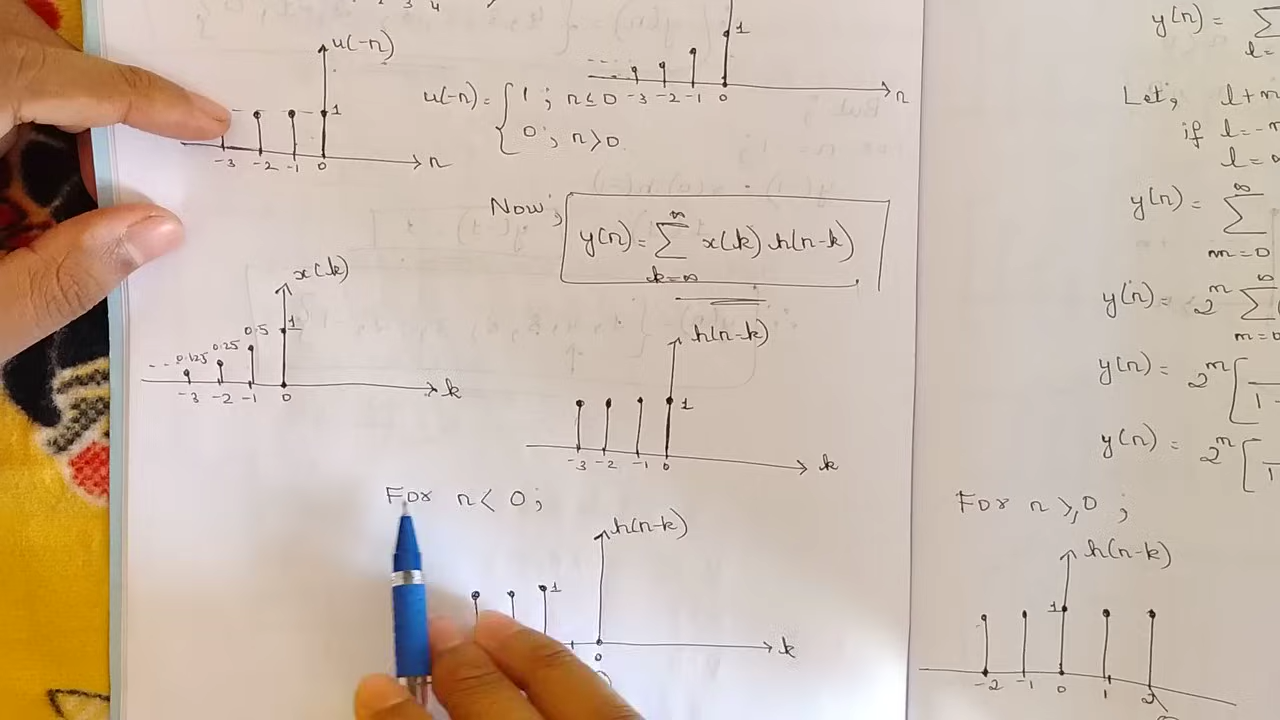 u(-n)
1
-3 -2 -1 0
n
u(-n) = { 1 ; n ≤ 0
0 ; n > 0
1
-3 -2 -1 0
n
Now, y(n) = ∑ x(k) h(n-k)
∞
k=∞
x(k)
0.125 0.25 0.5 1
-3 -2 -1 0
k
h(n-k)
1
-3 -2 -1 0
k
For n < 0 ;
h(n-k)
1
0
k
y(n) = ∑
Let, l+m
if l=-n
l=
y(n) = ∑
∞
m=0
y(n) = 2^m ∑
∞
m=0
y(n) = 2^m [
1-
y(n) = 2^m [
For n ≥ 0 ;
h(n-k)
1
-2 -1 0 1 2